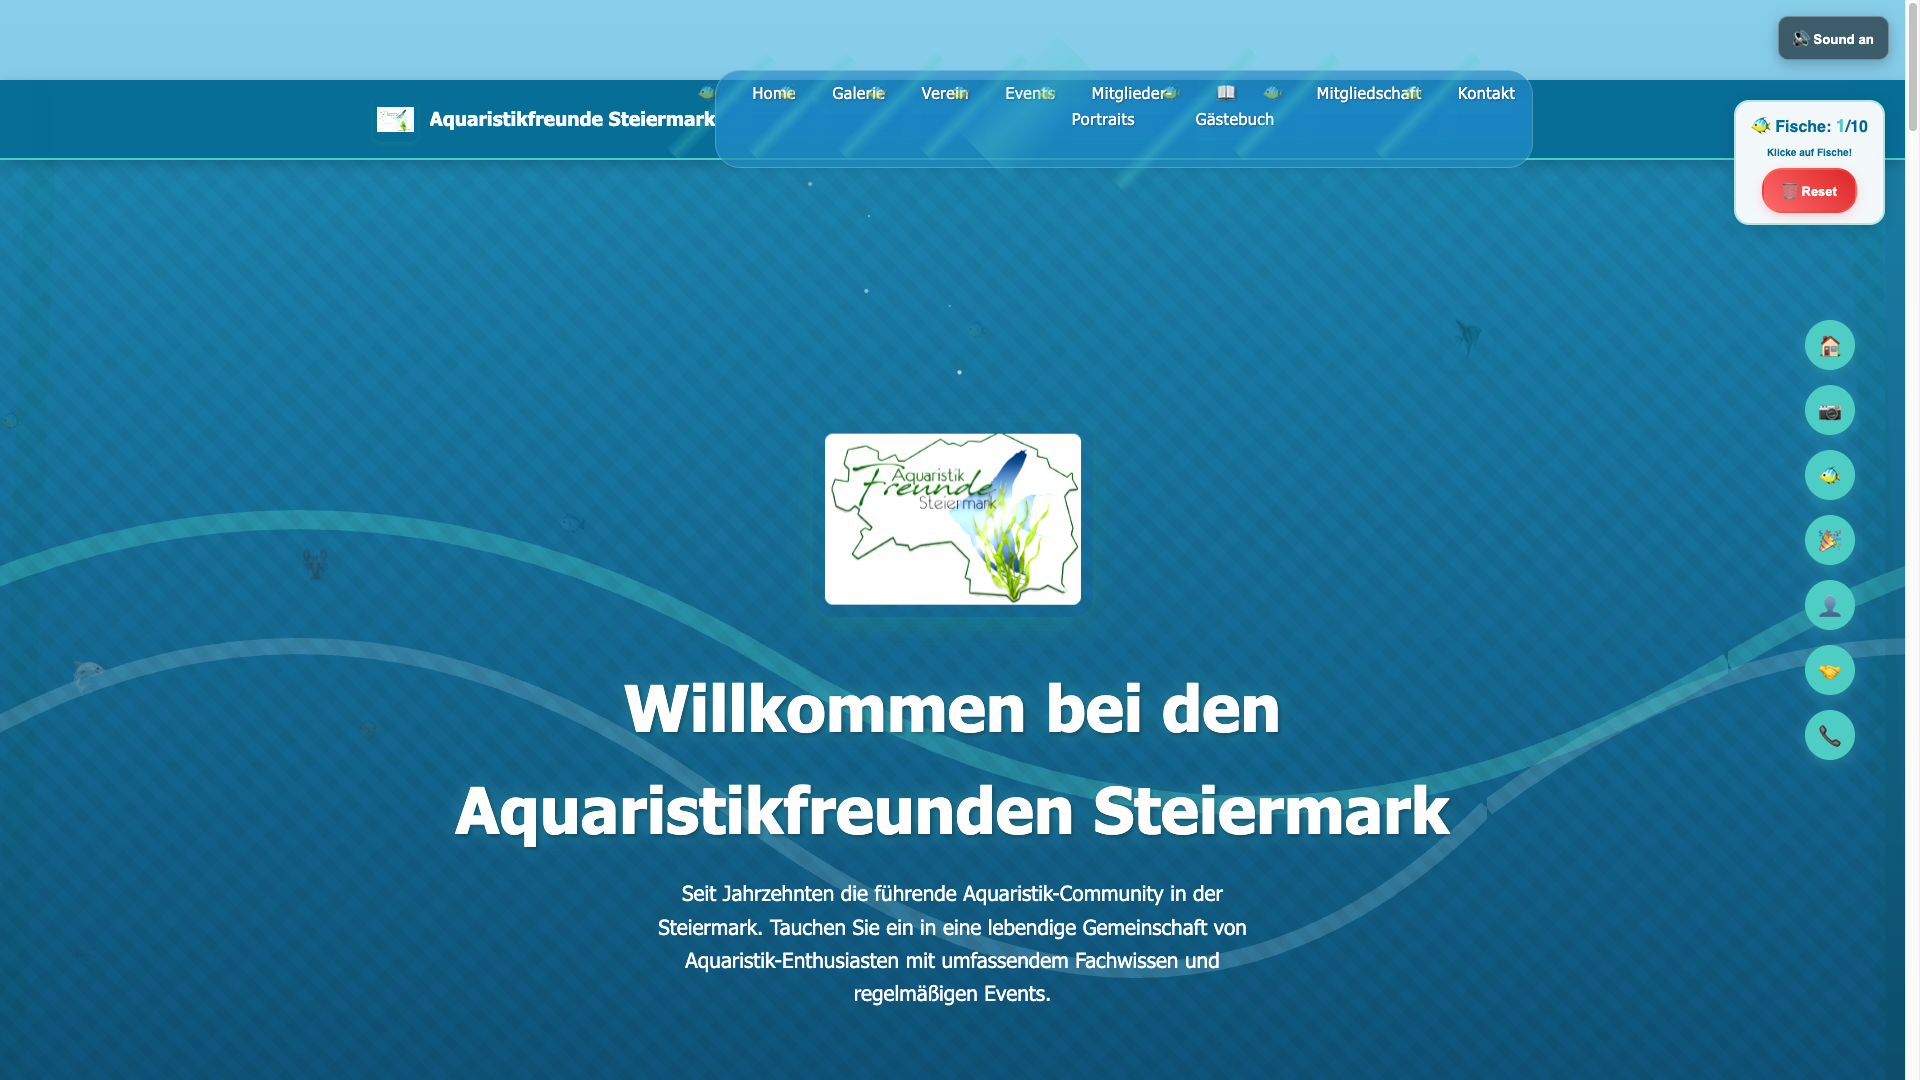 Sound an
Aquaristikfreunde Steiermark
Home
Galerie
Verein
Events
Mitglieder-
Portraits
Gästebuch
Mitgliedschaft
Kontakt
Fische: 1/10
Klicke auf Fische!
Reset
Aquaristik
Freunde
Steiermark
Willkommen bei den
Aquaristikfreunden Steiermark
Seit Jahrzehnten die führende Aquaristik-Community in der
Steiermark. Tauchen Sie ein in eine lebendige Gemeinschaft von
Aquaristik-Enthusiasten mit umfassendem Fachwissen und
regelmäßigen Events.